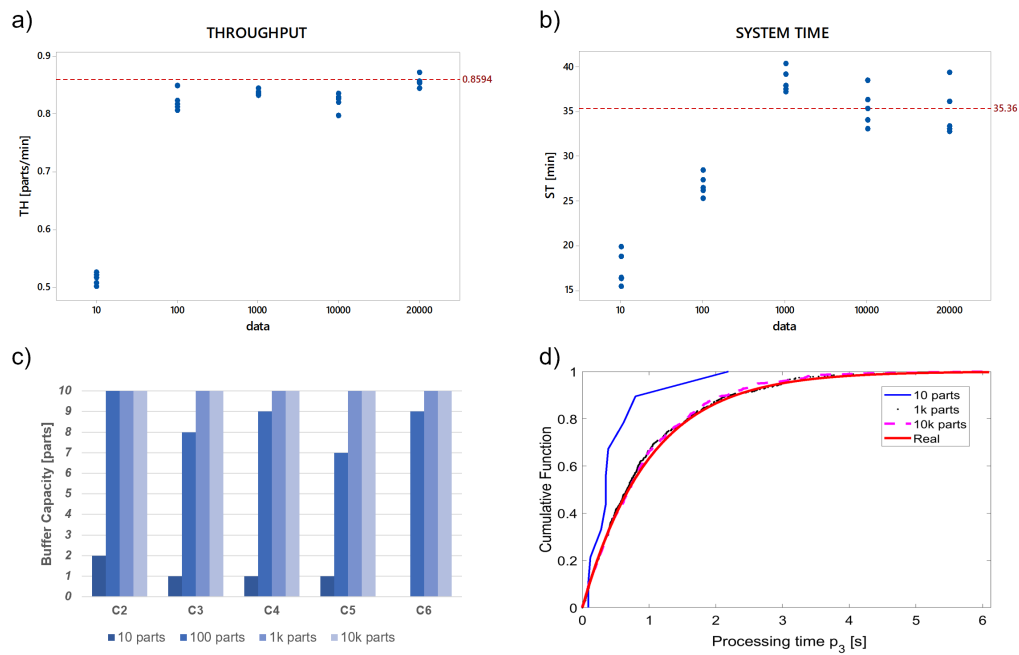 a)
THROUGHPUT
0.9
0.8
0.7
0.6
0.5
TH [parts/min]
0.8594
10 100 1000 10000 20000
data
b)
SYSTEM TIME
40
35
30
25
20
15
ST [min]
35.36
10 100 1000 10000 20000
data
c)
10
9
8
7
6
5
4
3
2
1
0
Buffer Capacity [parts]
C2 C3 C4 C5 C6
10 parts 100 parts 1k parts 10k parts
d)
1
0.8
0.6
0.4
0.2
0
Cumulative Function
10 parts
1k parts
10k parts
Real
0 1 2 3 4 5 6
Processing time p3 [s]